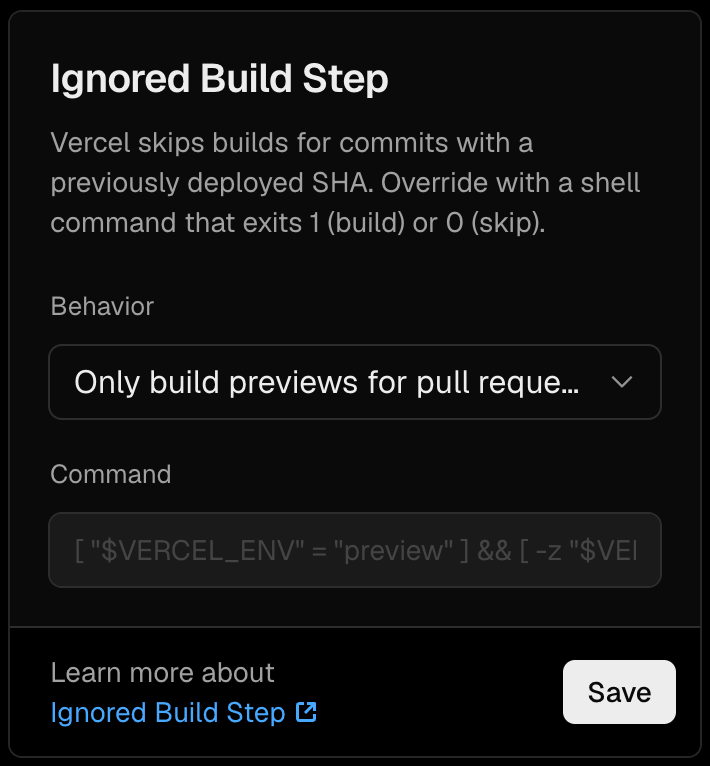 Ignored Build Step
Vercel skips builds for commits with a
previously deployed SHA. Override with a shell
command that exits 1 (build) or 0 (skip).
Behavior
Only build previews for pull reque...
Command
[ "$VERCEL_ENV" = "preview" ] && [ -z "$VE
Learn more about
Ignored Build Step
Save